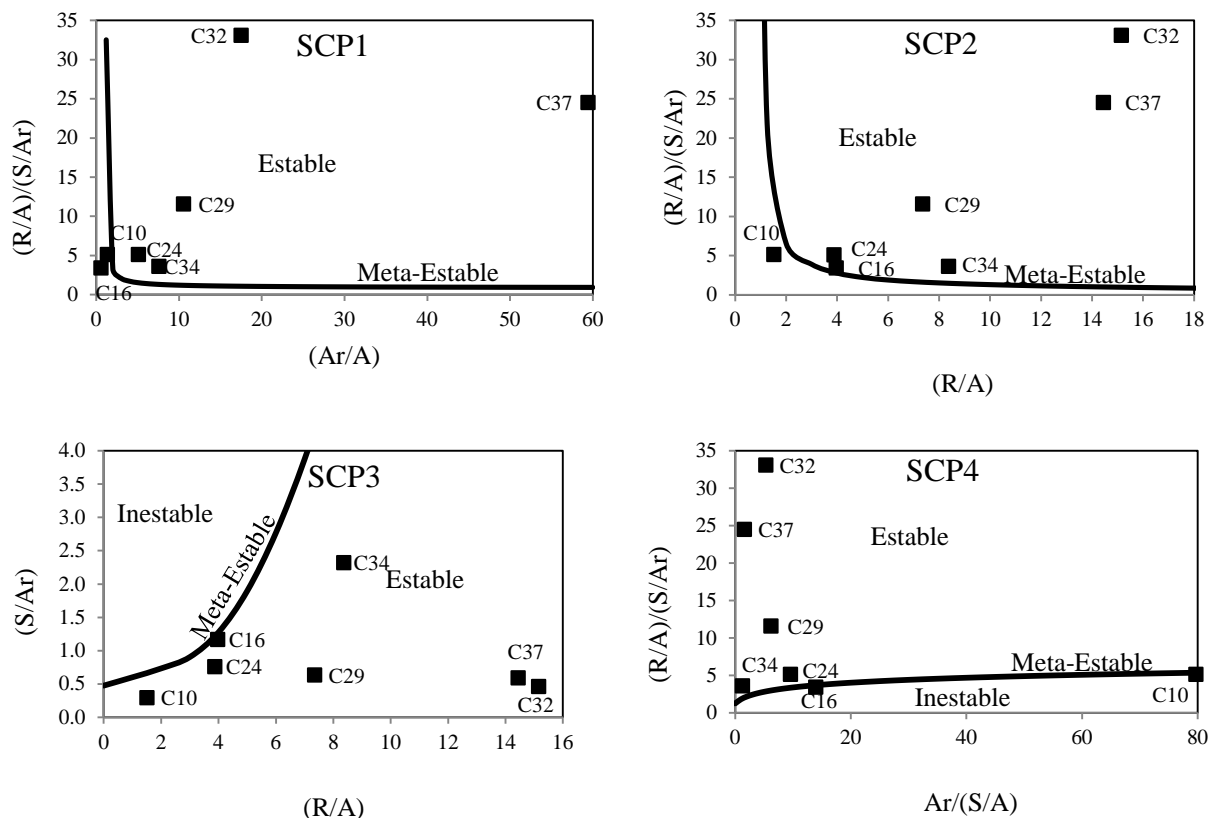 SCP1
(R/A)/(S/Ar)
35
30
25
20
15
10
5
0
C32
C37
Estable
C29
C10
C24
C34
C16
Meta-Estable
0 10 20 30 40 50 60
(Ar/A)
SCP2
(R/A)/(S/Ar)
35
30
25
20
15
10
5
0
C32
C37
Estable
C29
C10
C24
C16
C34
Meta-Estable
0 2 4 6 8 10 12 14 16 18
(R/A)
SCP3
(S/Ar)
4.0
3.5
3.0
2.5
2.0
1.5
1.0
0.5
0.0
Inestable
Meta-Estable
C34
Estable
C16
C24
C29
C37
C10
C32
0 2 4 6 8 10 12 14 16
(R/A)
SCP4
(R/A)/(S/Ar)
35
30
25
20
15
10
5
0
C32
C37
Estable
C29
C34
C24
Meta-Estable
C16
Inestable
C10
0 20 40 60 80
Ar/(S/A)